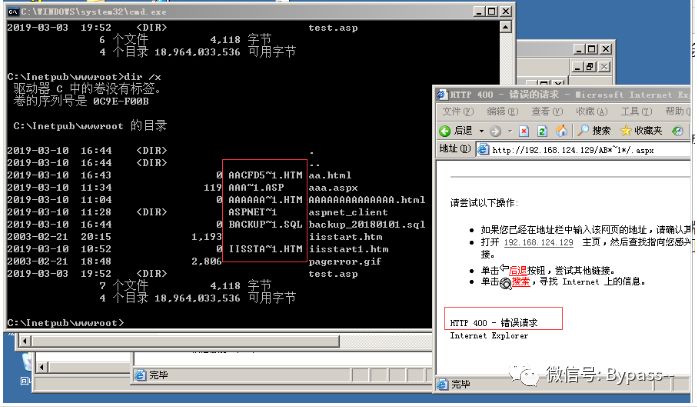 C:\WINDOWS\system32\cmd.exe
2019-03-03 19:52 <DIR> test.asp
6 个文件 4,118 字节
4 个目录 18,964,033,536 可用字节
C:\Inetpub\wwwroot>dir /x
驱动器 C 中的卷没有标签。
卷的序列号是 0C9E-F00B
C:\Inetpub\wwwroot 的目录
2019-03-10 16:44 <DIR> .
2019-03-10 16:44 <DIR> ..
2019-03-10 16:43 0 AACFD5~1.HTM aa.html
2019-03-10 11:34 119 AAA~1.ASP aaa.aspx
2019-03-10 11:04 0 AAAAAA~1.HTM AAAAAAAAAAAAAA.html
2019-03-10 11:28 <DIR> ASPNET~1 aspnet_client
2019-03-10 16:44 0 BACKUP~1.SQL backup_20180101.sql
2003-02-21 20:15 1,193 iisstart.htm
2019-03-10 10:52 0 IISSTA~1.HTM iisstart1.htm
2003-02-21 18:48 2,806 pagerror.gif
2019-03-03 19:52 <DIR> test.asp
7 个文件 4,118 字节
4 个目录 18,964,033,536 可用字节
C:\Inetpub\wwwroot>
完毕
HTTP 400 - 错误的请求 - Microsoft Internet Explorer
文件(F) 编辑(E) 查看(V) 收藏(A) 工具(T) 帮助(
后退 搜索 收藏夹
地址(D) http://192.168.124.129/AB*~1*/.aspx
请尝试以下操作:
如果您已经在地址栏中输入该网页的地址,请确认其
打开 192.168.124.129 主页,然后查找指向您感兴
接。
单击后退按钮,尝试其他链接。
单击搜索,寻找 Internet 上的信息。
HTTP 400 - 错误请求
Internet Explorer
完毕
微信号: Bypass--